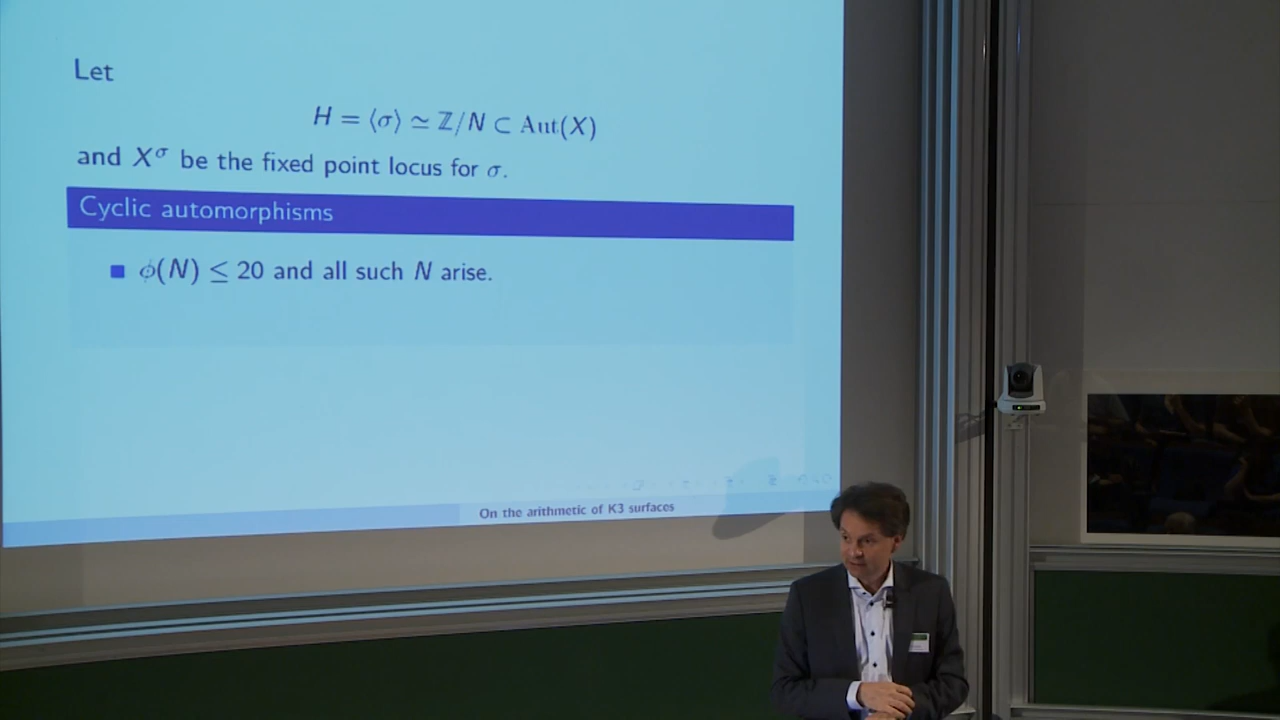 Let
H = ⟨σ⟩ ≃ ℤ/N ⊂ Aut(X)
and X^σ be the fixed point locus for σ.
Cyclic automorphisms
■ ϕ(N) ≤ 20 and all such N arise.
On the arithmetic of K3 surfaces